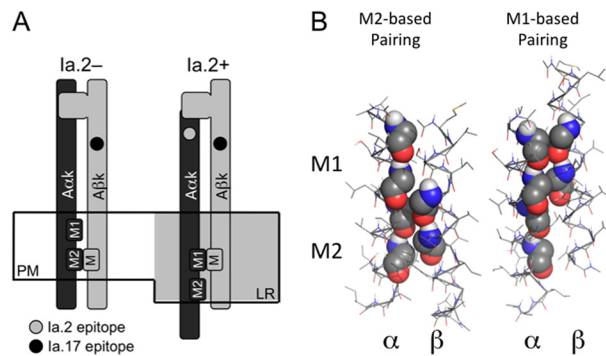 A
Ia.2–
Ia.2+
Aαk
Aβk
Aαk
Aβk
M1
M2
M
M1
M
M2
PM
LR
Ia.2 epitope
Ia.17 epitope
B
M2-based
Pairing
M1-based
Pairing
M1
M2
α
β
α
β